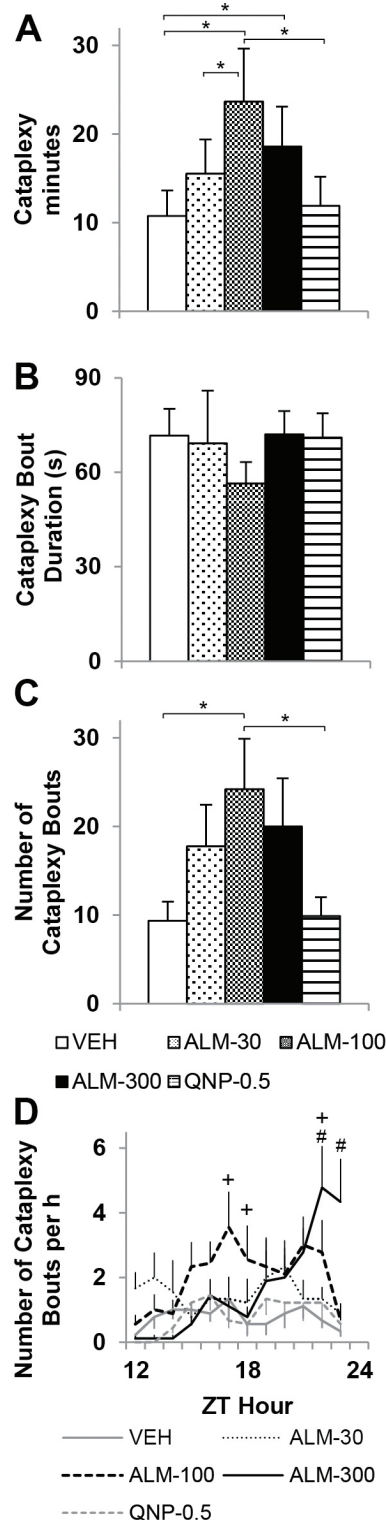 A
*
*
*
*
30
20
10
0
Cataplexy
minutes
B
90
60
30
0
Cataplexy Bout
Duration (s)
C
*
*
30
20
10
0
Number of
Cataplexy Bouts
VEH ALM-30 ALM-100
ALM-300 QNP-0.5
D
+
# #
+
+
6
4
2
0
Number of Cataplexy
Bouts per h
12 18 24
ZT Hour
VEH ALM-30
ALM-100 ALM-300
QNP-0.5